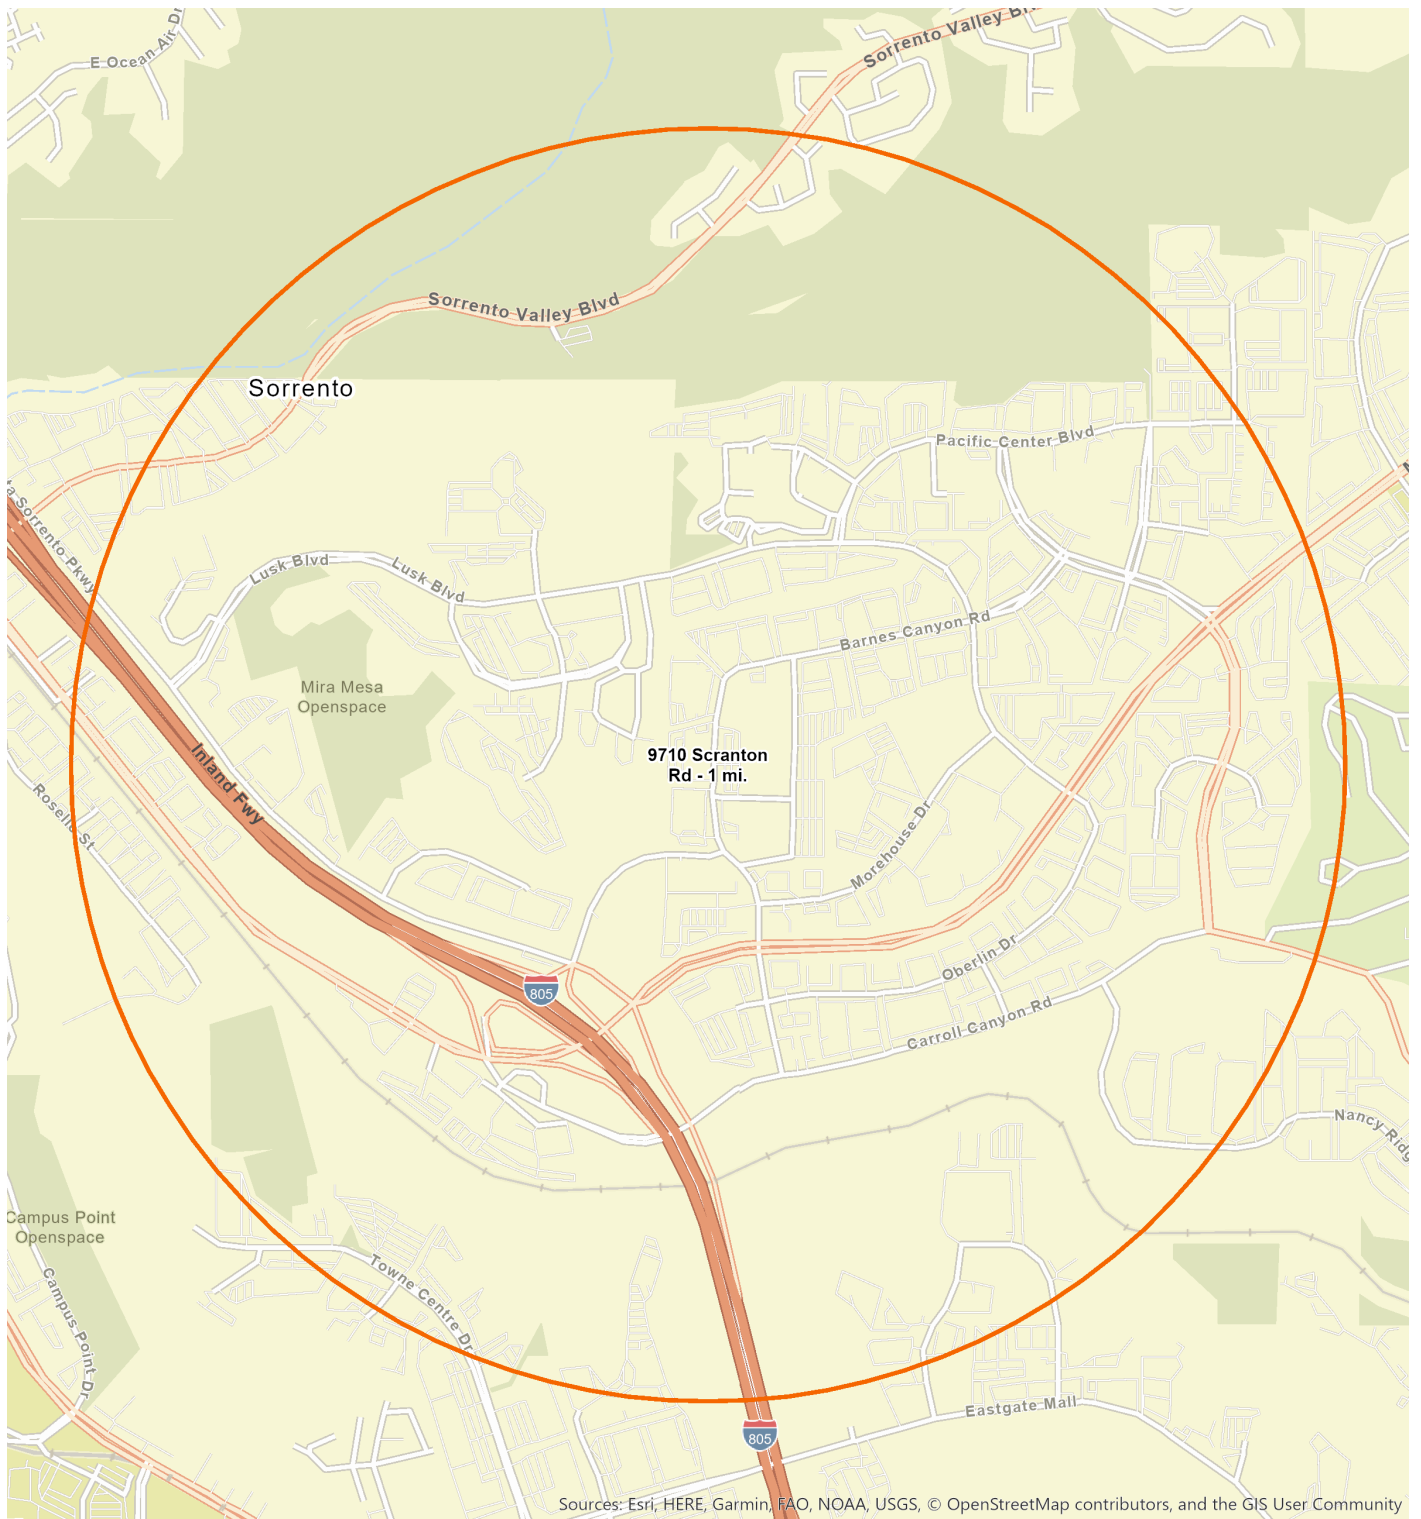 Sorrento Valley Bl
E Ocean Air Dr
Sorrento Valley Blvd
Sorrento
Pacific Center Blvd
ta Sorrento Pkwy
Lusk Blvd
Lusk Blvd
Barnes Canyon Rd
Mira Mesa
Openspace
9710 Scranton
Rd - 1 mi.
Inland Fwy
Roselle St
Morehouse Dr
Oberlin Dr
805
Carroll Canyon Rd
Nancy Ridg
Campus Point
Openspace
Towne Centre Dr
Campus Point Dr
Eastgate Mall
805
Sources: Esri, HERE, Garmin, FAO, NOAA, USGS, © OpenStreetMap contributors, and the GIS User Community